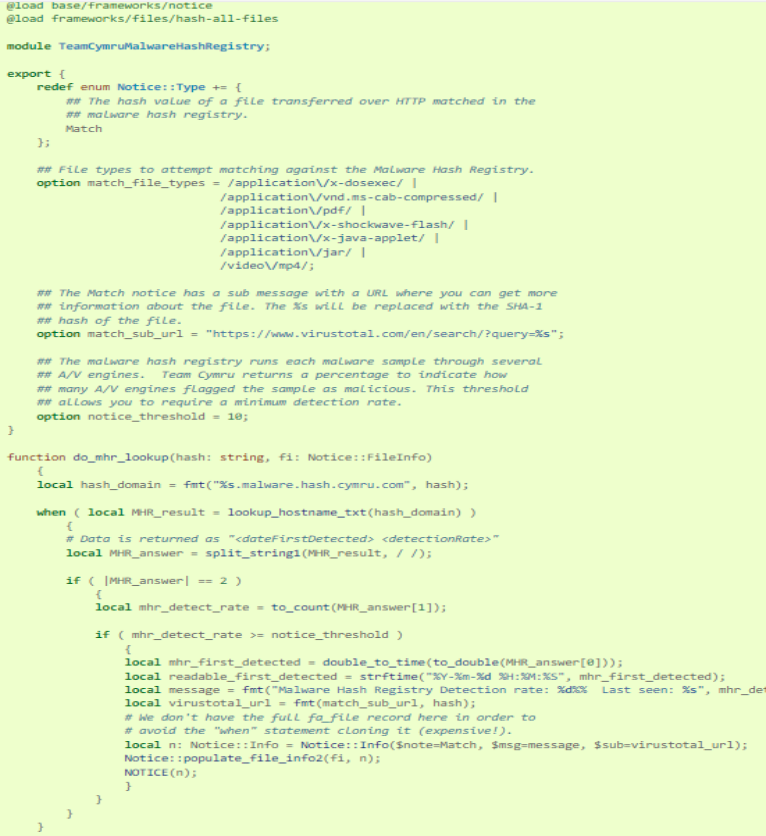 @load base/frameworks/notice
@load frameworks/files/hash-all-files

module TeamCymruMalwareHashRegistry;

export {
    redef enum Notice::Type += {
        ## The hash value of a file transferred over HTTP matched in the
        ## malware hash registry.
        Match
    };

    ## File types to attempt matching against the Malware Hash Registry.
    option match_file_types = /application\/x-dosexec/ |
                             /application\/vnd.ms-cab-compressed/ |
                             /application\/pdf/ |
                             /application\/x-shockwave-flash/ |
                             /application\/x-java-applet/ |
                             /application\/jar/ |
                             /video\/mp4/;

    ## The Match notice has a sub message with a URL where you can get more
    ## information about the file. The %s will be replaced with the SHA-1
    ## hash of the file.
    option match_sub_url = "https://www.virustotal.com/en/search/?query=%s";

    ## The malware hash registry runs each malware sample through several
    ## A/V engines.  Team Cymru returns a percentage to indicate how
    ## many A/V engines flagged the sample as malicious. This threshold
    ## allows you to require a minimum detection rate.
    option notice_threshold = 10;
}

function do_mhr_lookup(hash: string, fi: Notice::FileInfo)
    {
    local hash_domain = fmt("%s.malware.hash.cymru.com", hash);

    when ( local MHR_result = lookup_hostname_txt(hash_domain) )
        {
        # Data is returned as "<dateFirstDetected> <detectionRate>"
        local MHR_answer = split_string1(MHR_result, / /);

        if ( |MHR_answer| == 2 )
            {
            local mhr_detect_rate = to_count(MHR_answer[1]);

            if ( mhr_detect_rate >= notice_threshold )
                {
                local mhr_first_detected = double_to_time(to_double(MHR_answer[0]));
                local readable_first_detected = strftime("%Y-%m-%d %H:%M:%S", mhr_first_detected);
                local message = fmt("Malware Hash Registry Detection rate: %d%%  Last seen: %s", mhr_det
                local virustotal_url = fmt(match_sub_url, hash);
                # We don't have the full fa_file record here in order to
                # avoid the "when" statement cloning it (expensive!).
                local n: Notice::Info = Notice::Info($note=Match, $msg=message, $sub=virustotal_url);
                Notice::populate_file_info2(fi, n);
                NOTICE(n);
                }
            }
        }
    }